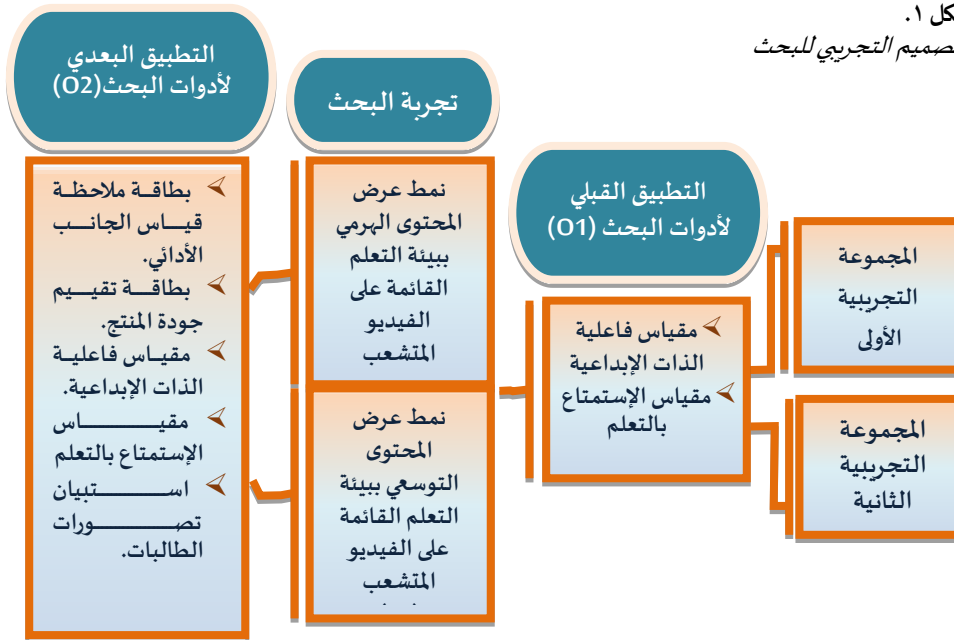 كل ١.
صميم التجريبي للبحث
المجموعة
التجريبية
الأولى
المجموعة
التجريبية
الثانية
التطبيق القبلي
لأدوات البحث (O1)
مقياس فاعلية
الذات الإبداعية
مقياس الإستمتاع
بالتعلم
تجربة البحث
نمط عرض
المحتوى الهرمي
ببيئة التعلم
القائمة على
الفيديو
المتشعب
نمط عرض
المحتوى
التوسعي ببيئة
التعلم القائمة
على الفيديو
المتشعب
التطبيق البعدي
لأدوات البحث(O2)
بطاقة ملاحظة
قياس الجانب
الأدائي.
بطاقة تقييم
جودة المنتج.
مقياس فاعلية
الذات الإبداعية.
مقياس
الإستمتاع بالتعلم
استبيان
تصورات
الطالبات.